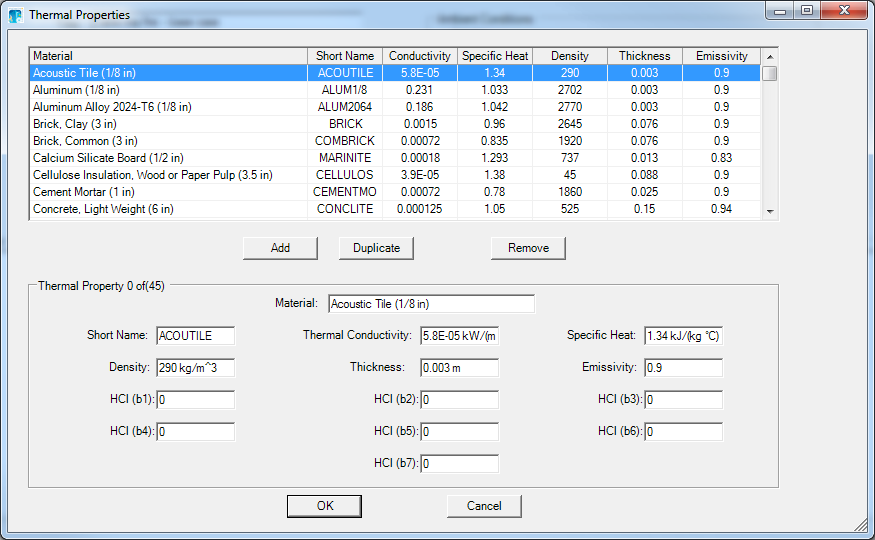 Thermal Properties
Ambient Conditions
Material Short Name Conductivity Specific Heat Density Thickness Emissivity
Acoustic Tile (1/8 in) ACOUTILE 5.8E-05 1.34 290 0.003 0.9
Aluminum (1/8 in) ALUM1/8 0.231 1.033 2702 0.003 0.9
Aluminum Alloy 2024-T6 (1/8 in) ALUM2064 0.186 1.042 2770 0.003 0.9
Brick, Clay (3 in) BRICK 0.0015 0.96 2645 0.076 0.9
Brick, Common (3 in) COMBRICK 0.00072 0.835 1920 0.076 0.9
Calcium Silicate Board (1/2 in) MARINITE 0.00018 1.293 737 0.013 0.83
Cellulose Insulation, Wood or Paper Pulp (3.5 in) CELLULOS 3.9E-05 1.38 45 0.088 0.9
Cement Mortar (1 in) CEMENTMO 0.00072 0.78 1860 0.025 0.9
Concrete, Light Weight (6 in) CONCLITE 0.000125 1.05 525 0.15 0.94
Add Duplicate Remove
Thermal Property 0 of(45)
Material: Acoustic Tile (1/8 in)
Short Name: ACOUTILE Thermal Conductivity: 5.8E-05 kW/(m Specific Heat: 1.34 kJ/(kg °C)
Density: 290 kg/m^3 Thickness: 0.003 m Emissivity: 0.9
HCl (b1): 0 HCl (b2): 0 HCl (b3): 0
HCl (b4): 0 HCl (b5): 0 HCl (b6): 0
HCl (b7): 0
OK Cancel